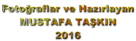 Fotoğraflar ve Hazırlayan
MUSTAFA TAŞKIN
2016